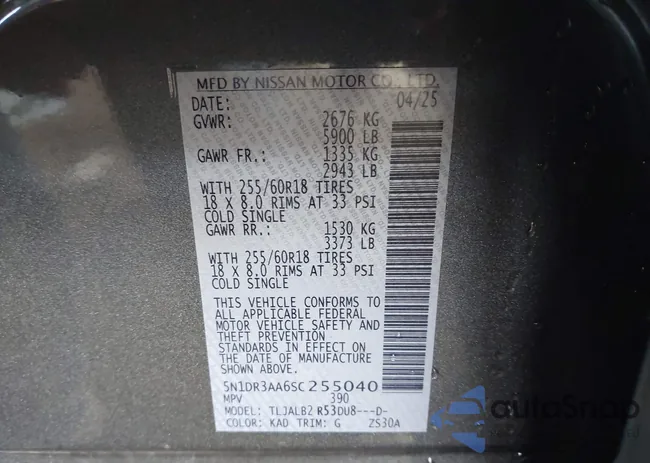 MFD BY NISSAN MOTOR CO., LTD.
DATE: 04/25
GVWR: 2676 KG
5900 LB
GAWR FR.: 1335 KG
2943 LB
WITH 255/60R18 TIRES
18 X 8.0 RIMS AT 33 PSI
COLD SINGLE
GAWR RR.: 1530 KG
3373 LB
WITH 255/60R18 TIRES
18 X 8.0 RIMS AT 33 PSI
COLD SINGLE
THIS VEHICLE CONFORMS TO
ALL APPLICABLE FEDERAL
MOTOR VEHICLE SAFETY AND
THEFT PREVENTION
STANDARDS IN EFFECT ON
THE DATE OF MANUFACTURE
SHOWN ABOVE.
5N1DR3AA6SC255040
MPV 390
MODEL: TLJALB2 R53DU8---D-
COLOR: KAD TRIM: G ZS30A
autoSnap